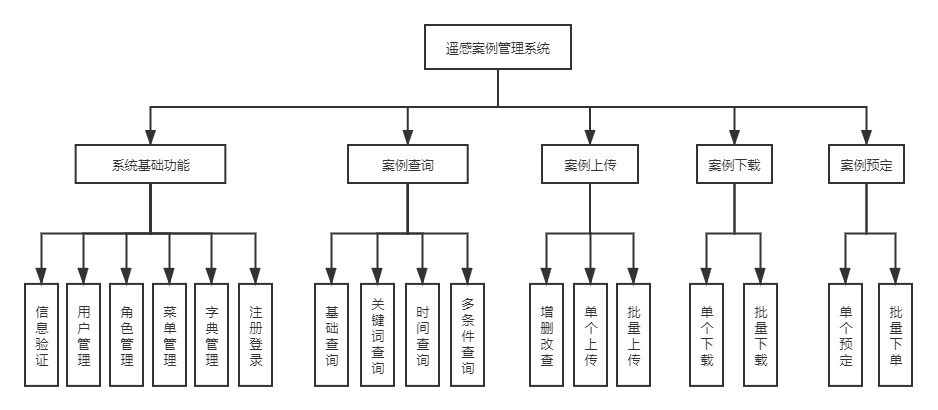 遥感案例管理系统
系统基础功能
案例查询
案例上传
案例下载
案例预定
信息验证
用户管理
角色管理
菜单管理
字典管理
注册登录
基础查询
关键词查询
时间查询
多条件查询
增删改查
单个上传
批量上传
单个下载
批量下载
单个预定
批量下单